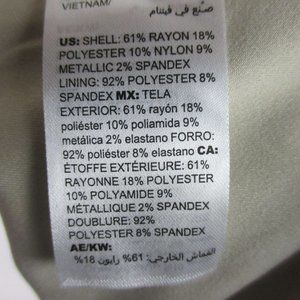 VIETNAM/
صنع في فيتنام
US: SHELL: 61% RAYON 18%
POLYESTER 10% NYLON 9%
METALLIC 2% SPANDEX
LINING: 92% POLYESTER 8%
SPANDEX MX: TELA
EXTERIOR: 61% rayón 18%
poliéster 10% poliamida 9%
metálica 2% elastano FORRO:
92% poliéster 8% elastano CA:
ÉTOFFE EXTÉRIEURE: 61%
RAYONNE 18% POLYESTER
10% POLYAMIDE 9%
MÉTALLIQUE 2% SPANDEX
DOUBLURE: 92%
POLYESTER 8% SPANDEX
AE/KW:
القماش الخارجي: 61% رايون 18%